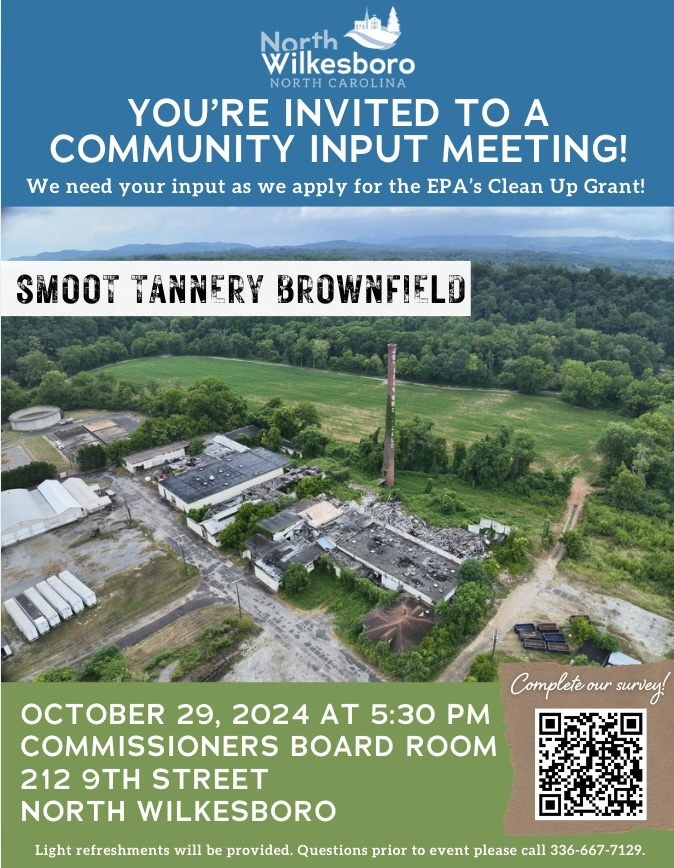 North
Wilkesboro
NORTH CAROLINA
YOU'RE INVITED TO A
COMMUNITY INPUT MEETING!
We need your input as we apply for the EPA's Clean Up Grant!
SMOOT TANNERY BROWNFIELD
Complete our survey!
OCTOBER 29, 2024 AT 5:30 PM
COMMISSIONERS BOARD ROOM
212 9TH STREET
NORTH WILKESBORO
Light refreshments will be provided. Questions prior to event please call 336-667-7129.